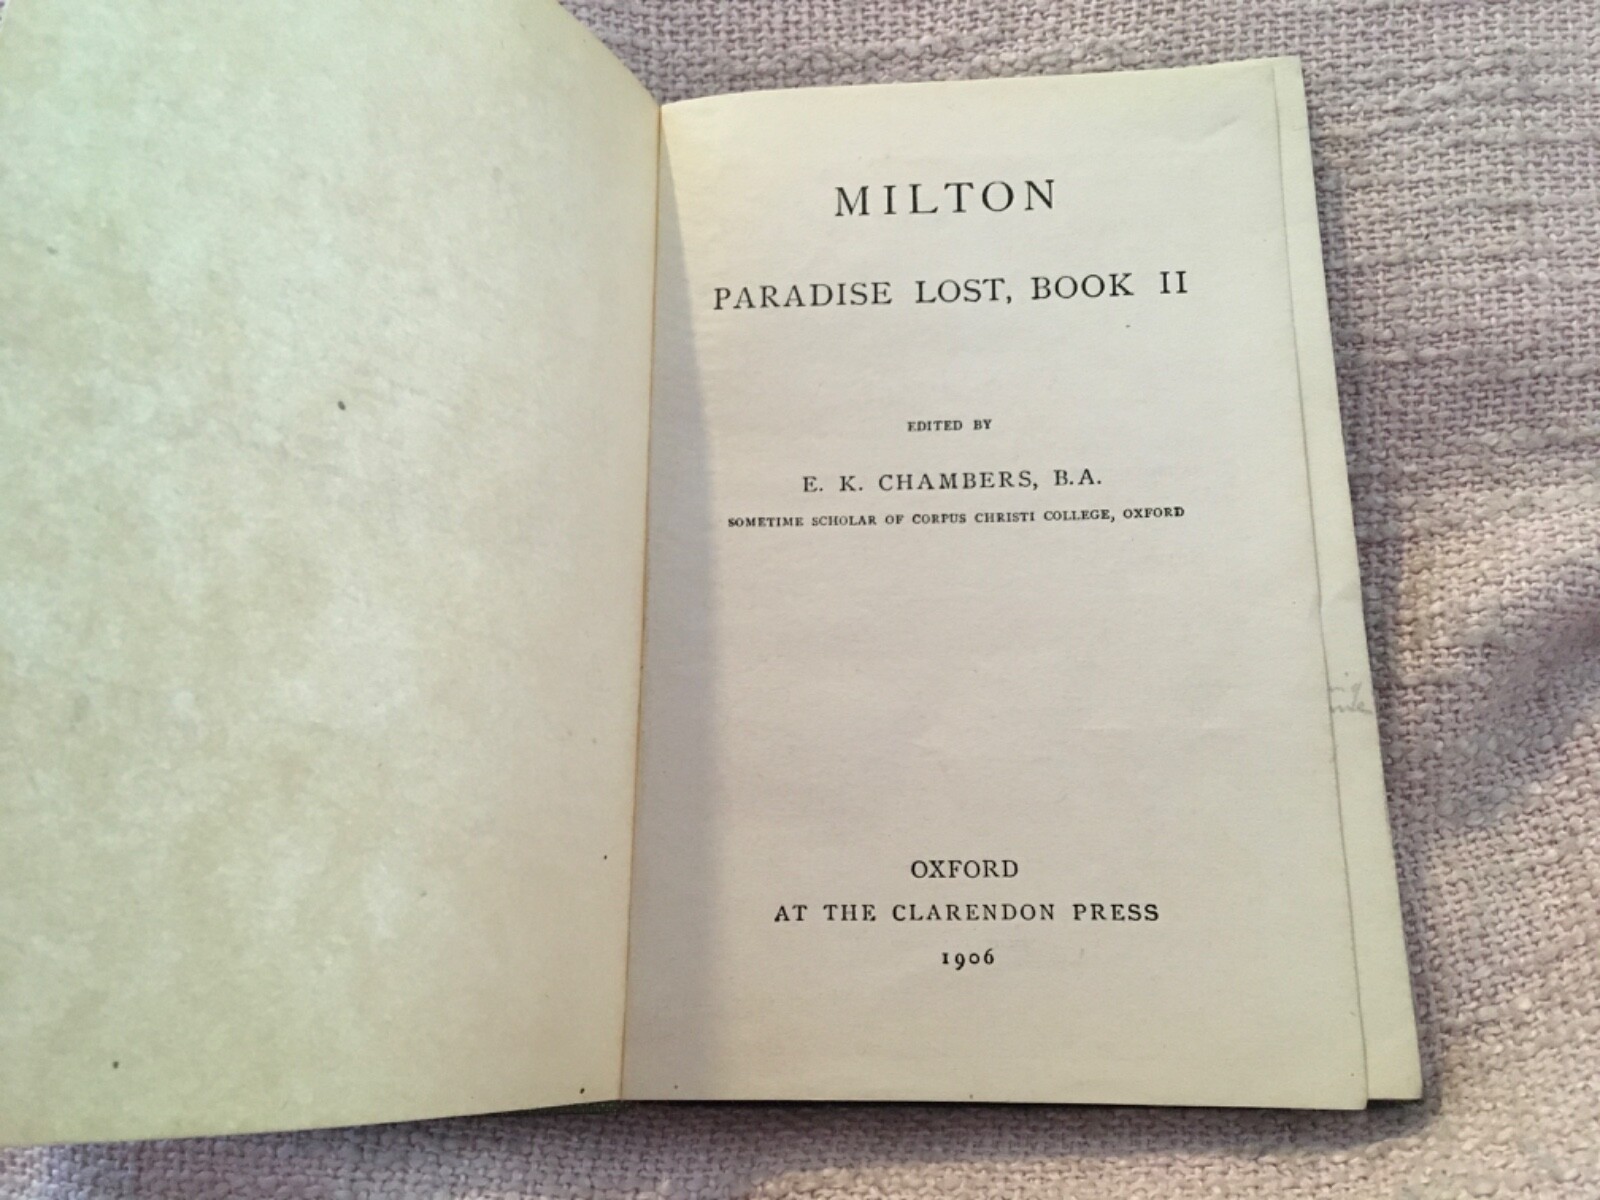 MILTON
PARADISE LOST, BOOK II
EDITED BY
E. K. CHAMBERS, B.A.
SOMETIME SCHOLAR OF CORPUS CHRISTI COLLEGE, OXFORD
OXFORD
AT THE CLARENDON PRESS
1906